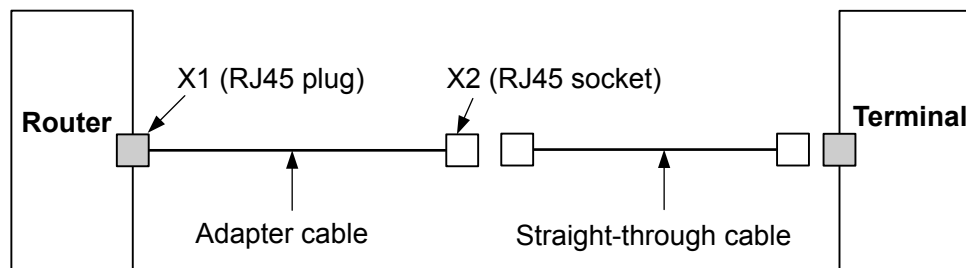 X1 (RJ45 plug)
X2 (RJ45 socket)
Router
Terminal
Adapter cable
Straight-through cable